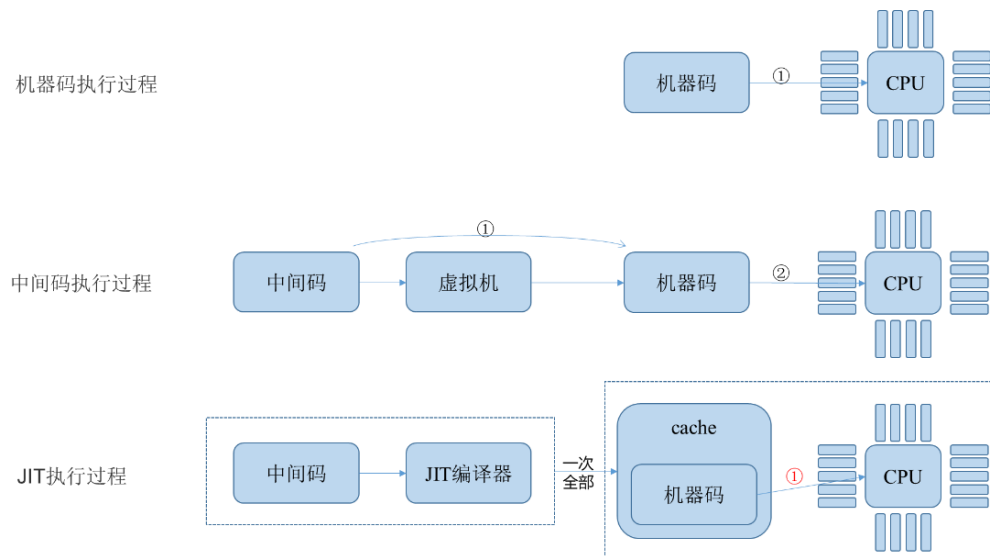 机器码执行过程
机器码
①
CPU
①
中间码执行过程
中间码
虚拟机
机器码
②
CPU
JIT执行过程
中间码
JIT编译器
一次
全部
cache
机器码
①
CPU